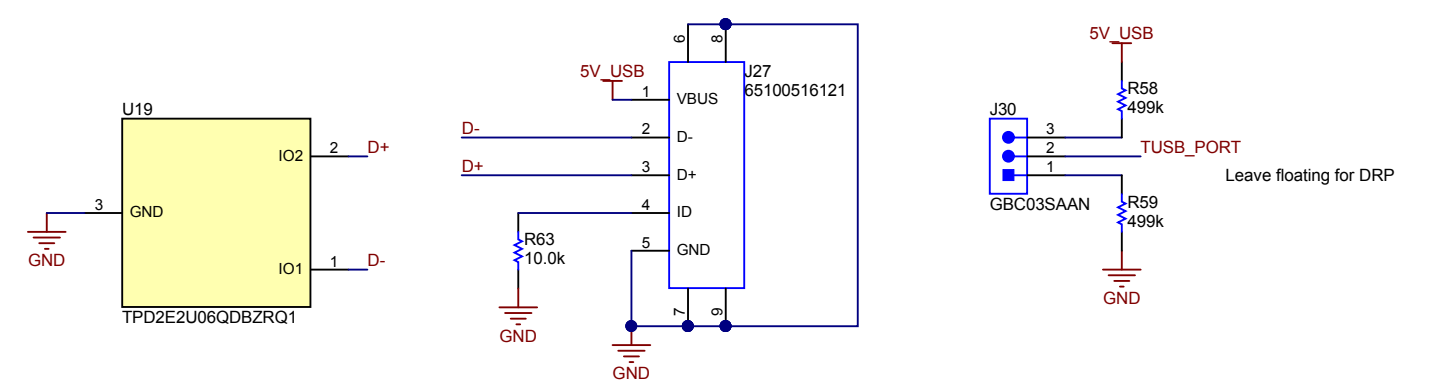 U19
IO2
2
D+
3
GND
GND
IO1
1
D-
TPD2E2U06QDBZRQ1
6
8
J27
65100516121
5V_USB
1
VBUS
D-
2
D-
D+
3
D+
4
ID
R63
10.0k
5
GND
GND
7
9
GND
5V_USB
R58
499k
J30
3
2
TUSB_PORT
1
Leave floating for DRP
GBC03SAAN
R59
499k
GND